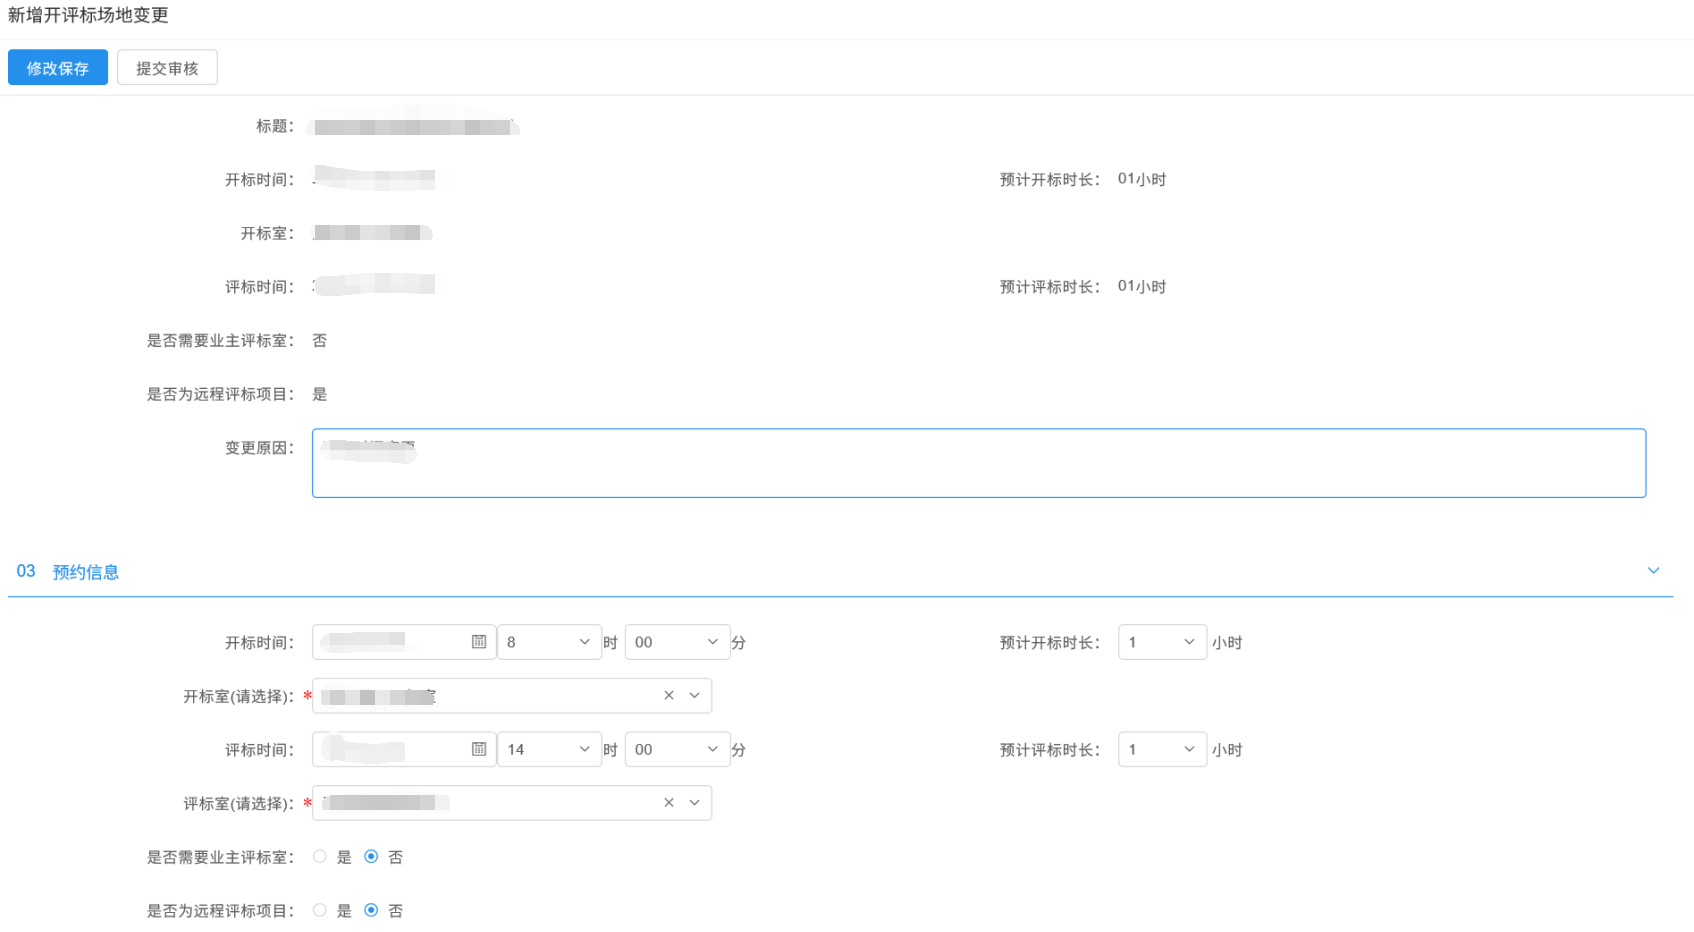 新增开评标场地变更
修改保存 提交审核
标题：
开标时间： 预计开标时长： 01小时
开标室：
评标时间： 预计评标时长： 01小时
是否需要业主评标室： 否
是否为远程评标项目： 是
变更原因：
03 预约信息
开标时间： 8 时 00 分 预计开标时长： 1 小时
开标室(请选择)：*
评标时间： 14 时 00 分 预计评标时长： 1 小时
评标室(请选择)：*
是否需要业主评标室： 是 否
是否为远程评标项目： 是 否